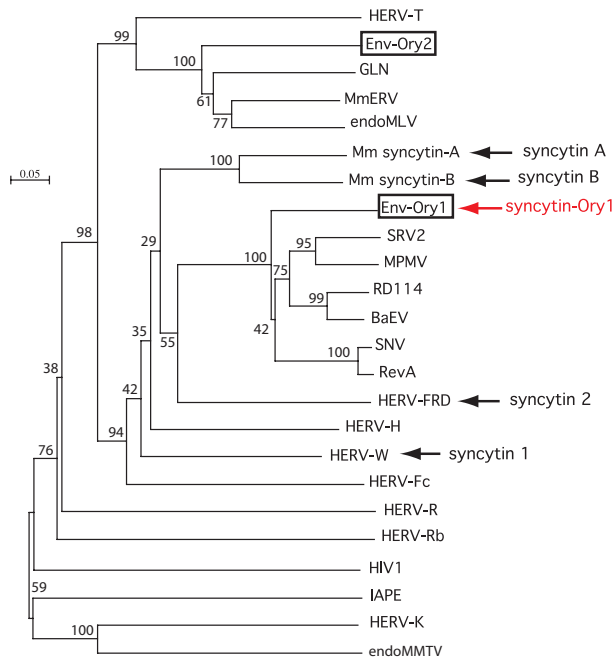 HERV-T
99
Env-Ory2
100
GLN
61
MmERV
77
endoMLV
100
Mm syncytin-A
syncytin A
0.05
Mm syncytin-B
syncytin B
Env-Ory1
syncytin-Ory1
98
29
SRV2
95
100
75
MPMV
RD114
99
BaEV
42
35
55
SNV
100
RevA
38
42
HERV-FRD
syncytin 2
HERV-H
94
76
HERV-W
syncytin 1
HERV-Fc
HERV-R
HERV-Rb
HIV1
59
IAPE
HERV-K
100
endoMMTV